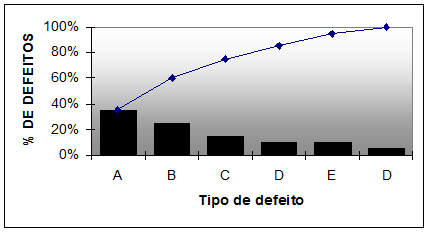 % DE DEFEITOS
100%
80%
60%
40%
20%
0%
A B C D E D
Tipo de defeito